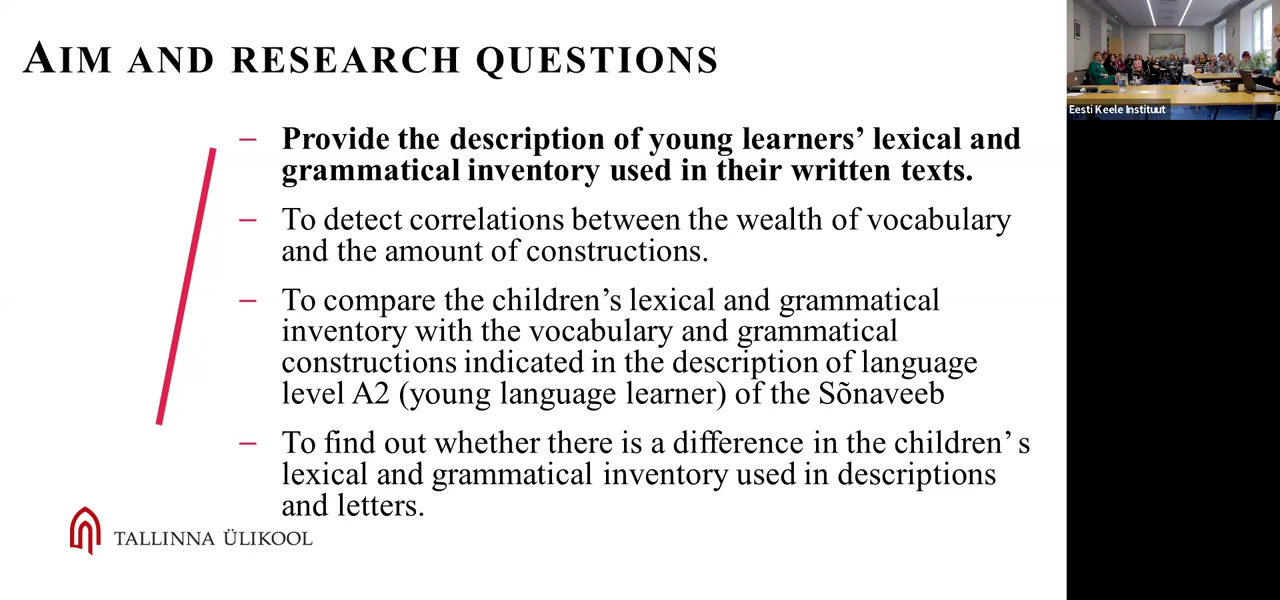 AIM AND RESEARCH QUESTIONS
– Provide the description of young learners’ lexical and
grammatical inventory used in their written texts.
– To detect correlations between the wealth of vocabulary
and the amount of constructions.
– To compare the children’s lexical and grammatical
inventory with the vocabulary and grammatical
constructions indicated in the description of language
level A2 (young language learner) of the Sõnaveeb
– To find out whether there is a difference in the children’ s
lexical and grammatical inventory used in descriptions
and letters.
TALLINNA ÜLIKOOL
Eesti Keele Instituut